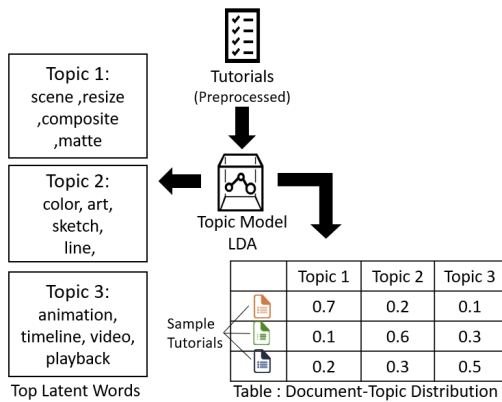 Tutorials
(Preprocessed)
Topic Model
LDA
Topic 1:
scene ,resize
,composite
,matte
Topic 2:
color, art,
sketch,
line,
Topic 3:
animation,
timeline, video,
playback
Top Latent Words
Topic 1 Topic 2 Topic 3
0.7 0.2 0.1
0.1 0.6 0.3
0.2 0.3 0.5
Sample
Tutorials
Table : Document-Topic Distribution